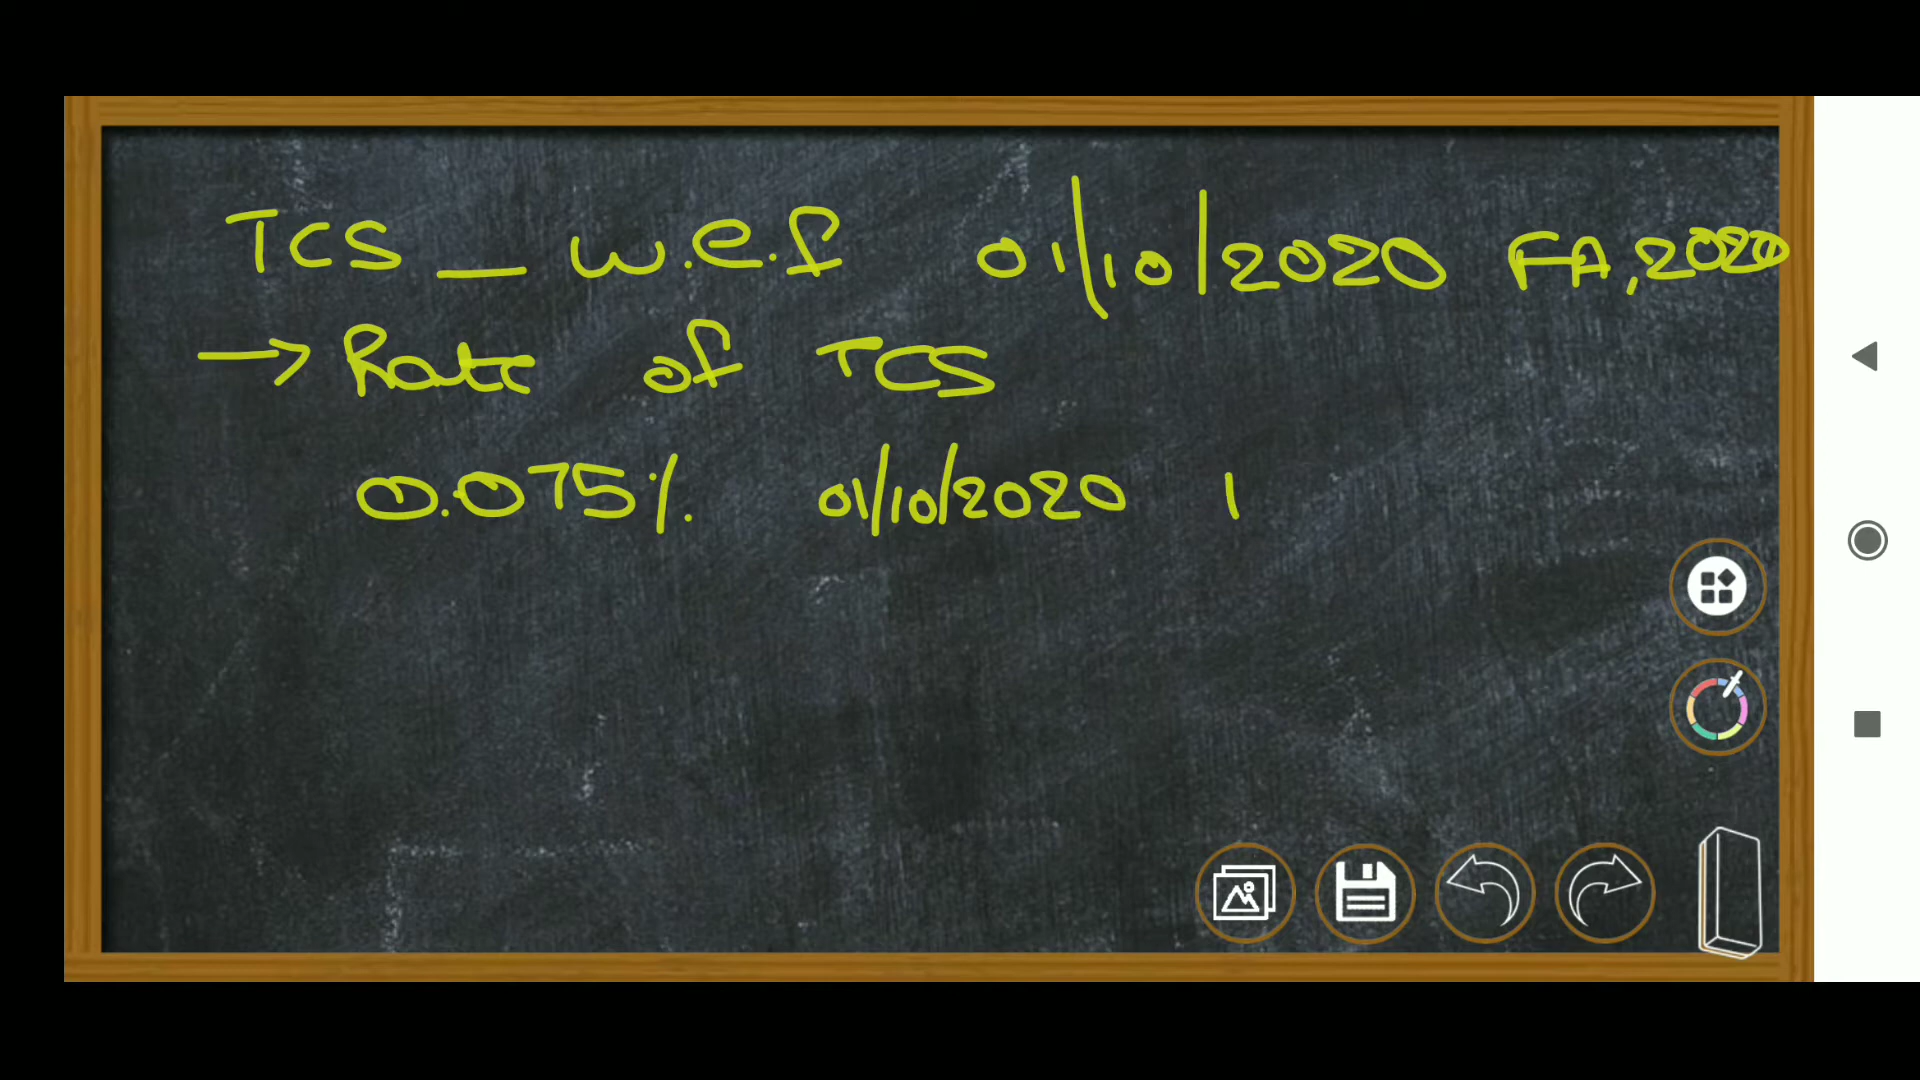 TCS _ w.e.f 01/10/2020 FA, 2020
→ Rate of TCS
0.075% 01/10/2020 1